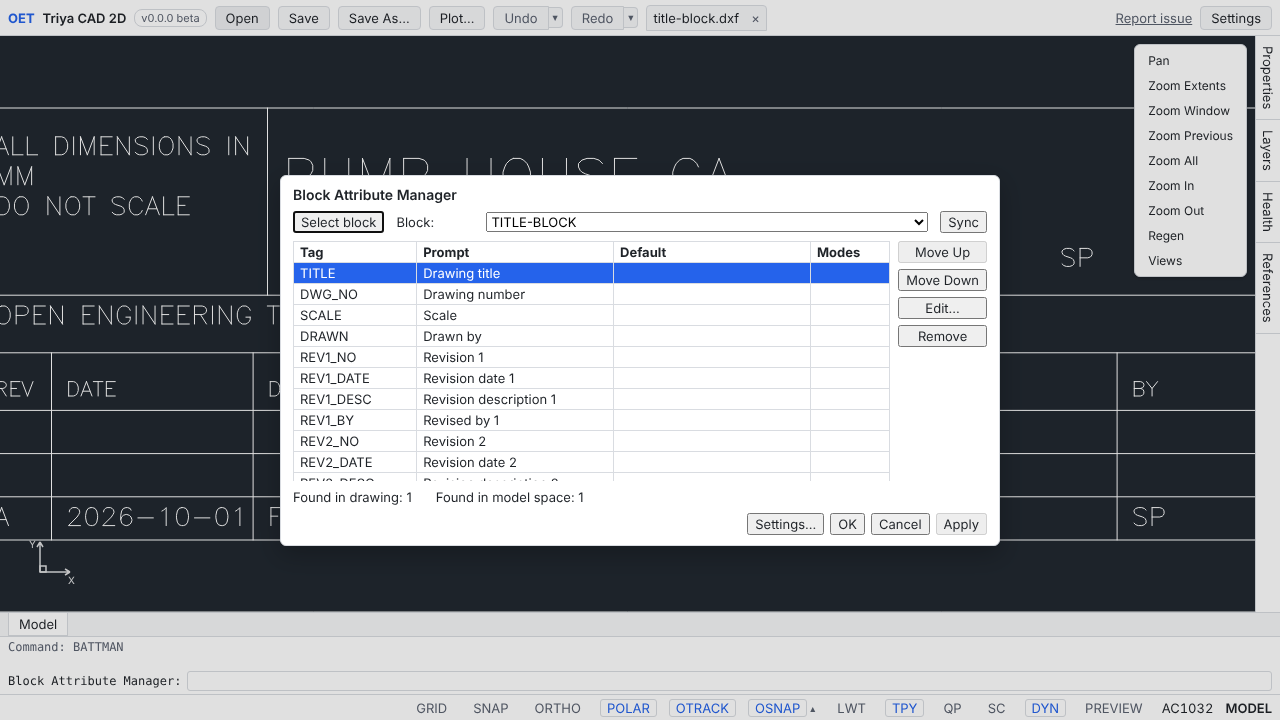 OET Triya CAD 2D v0.0.0 beta Open Save Save As... Plot... Undo ▾ Redo ▾ title-block.dxf × Report issue Settings
Pan
Zoom Extents
Zoom Window
Zoom Previous
Zoom All
Zoom In
Zoom Out
Regen
Views
Properties
Layers
Health
References
ALL DIMENSIONS IN
MM
DO NOT SCALE
PUMP HOUSE GA
SP
OPEN ENGINEERING T
REV DATE D BY
A 2026-10-01 F SP
Y
X
Block Attribute Manager
Select block Block: TITLE-BLOCK Sync
Tag Prompt Default Modes
TITLE Drawing title
DWG_NO Drawing number
SCALE Scale
DRAWN Drawn by
REV1_NO Revision 1
REV1_DATE Revision date 1
REV1_DESC Revision description 1
REV1_BY Revised by 1
REV2_NO Revision 2
REV2_DATE Revision date 2
REV2_DESC Revision description 2
Move Up
Move Down
Edit...
Remove
Found in drawing: 1 Found in model space: 1
Settings... OK Cancel Apply
Model
Command: BATTMAN
Block Attribute Manager:
GRID SNAP ORTHO POLAR OTRACK OSNAP ▴ LWT TPY QP SC DYN PREVIEW AC1032 MODEL